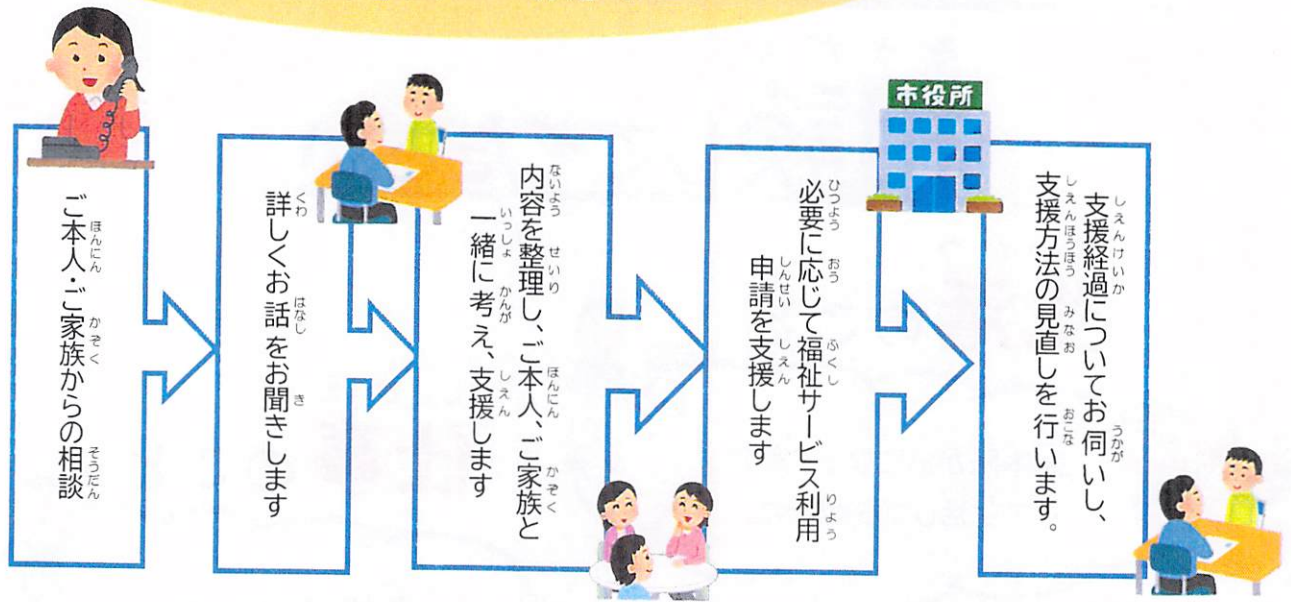 ご本人・ご家族からの相談
詳しくお話をお聞きします
内容を整理し、ご本人、ご家族と
一緒に考え、支援します
市役所
必要に応じて福祉サービス利用
申請を支援します
支援経過についてお伺いし、
支援方法の見直しを行います。